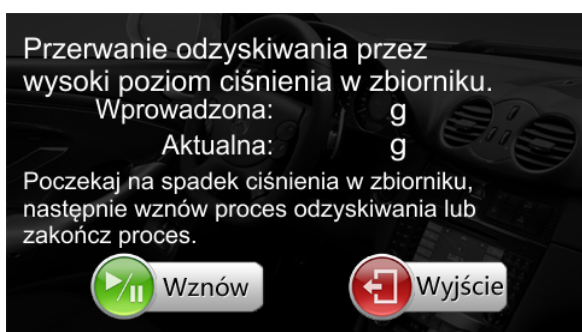 Przerwanie odzyskiwania przez
wysoki poziom ciśnienia w zbiorniku.
Wprowadzona: g
Aktualna: g
Poczekaj na spadek ciśnienia w zbiorniku,
następnie wznów proces odzyskiwania lub
zakończ proces.
Wznów Wyjście